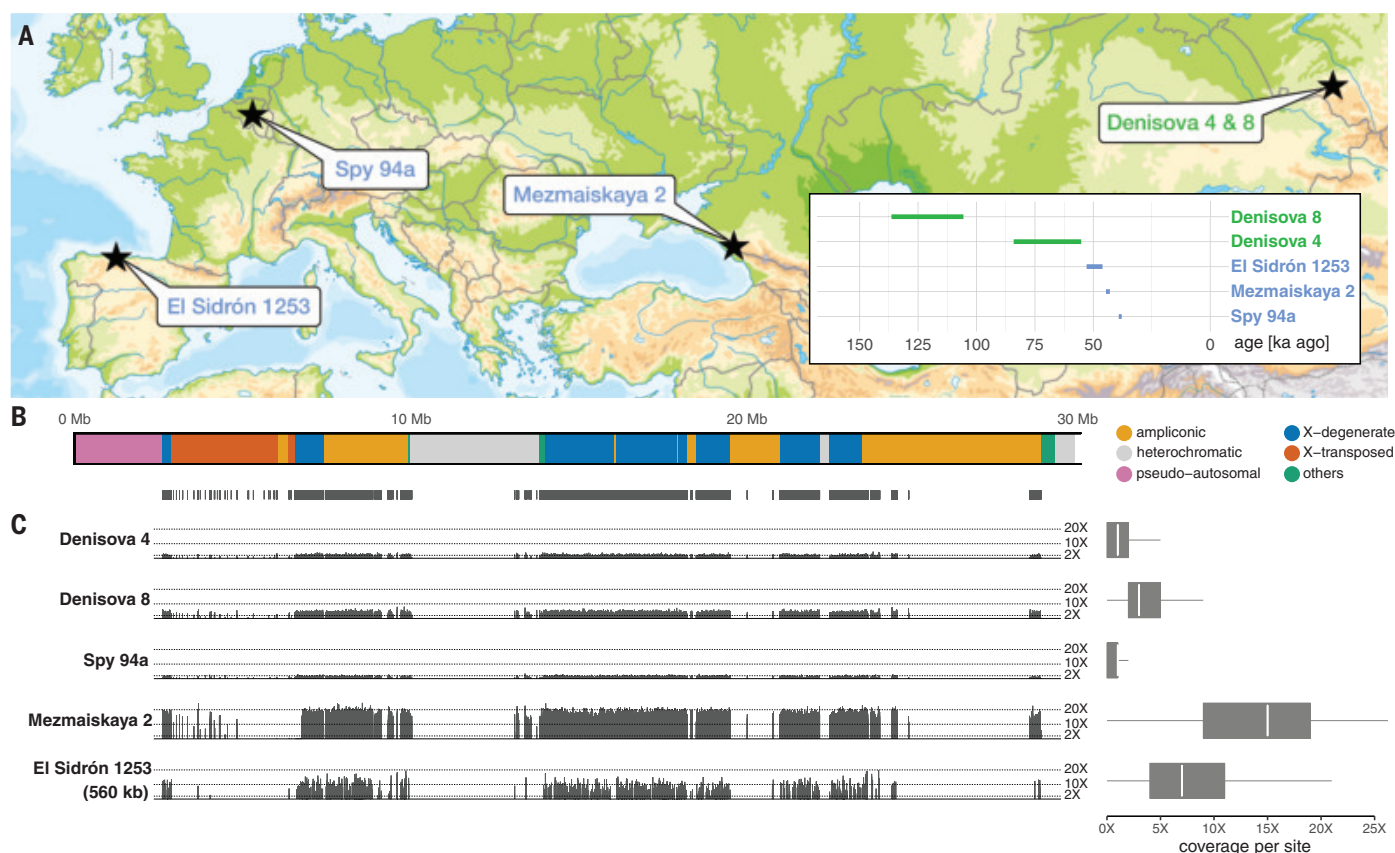 A
Spy 94a
Mezmaiskaya 2
El Sidrón 1253
Denisova 4 & 8
Denisova 8
Denisova 4
El Sidrón 1253
Mezmaiskaya 2
Spy 94a
150 125 100 75 50 0 age [ka ago]
B
0 Mb 10 Mb 20 Mb 30 Mb
ampliconic X−degenerate
heterochromatic X−transposed
pseudo−autosomal others
C
Denisova 4
20X
10X
2X
Denisova 8
20X
10X
2X
Spy 94a
20X
10X
2X
Mezmaiskaya 2
20X
10X
2X
El Sidrón 1253
(560 kb)
20X
10X
2X
0X 5X 10X 15X 20X 25X
coverage per site